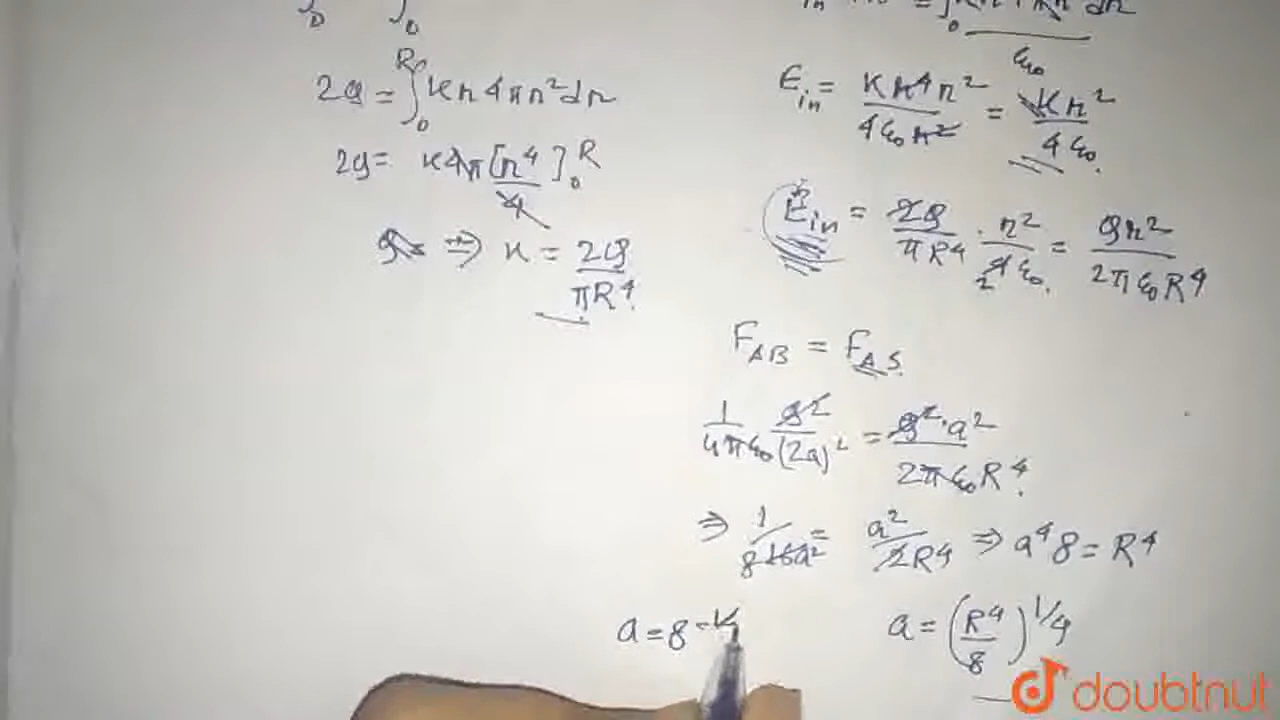 2Q = ∫₀ᴿ Kr 4πr² dr
2Q = K4π [r⁴/4]₀ᴿ
⇒ K = 2Q/πR⁴
E_in = Kr⁴r²/4ε₀r² = Kr²/4ε₀
E_in = 2Q/πR⁴ · r²/4ε₀ = Qr²/2πε₀R⁴
F_AB = F_AS
1/4πε₀ Q²/(2a)² = Q²·a²/2πε₀R⁴
⇒ 1/8 16a² = a²/2R⁴ ⇒ a⁴8 = R⁴
a = (R⁴/8)^1/4
a = 8
doubtnut